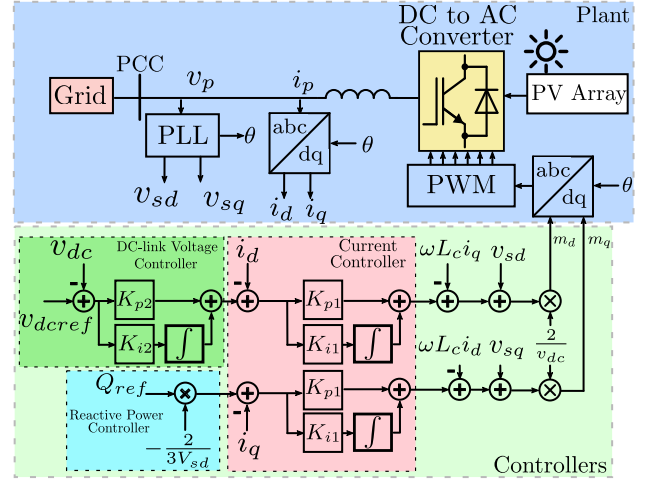 DC to AC
Converter
Plant
PCC
v_p
i_p
Grid
PV Array
PLL
θ
abc
dq
θ
v_sd
v_sq
i_d
i_q
PWM
abc
dq
θ
m_d
m_q
v_dc
DC-link Voltage
Controller
i_d
Current
Controller
ωL_c i_q
v_sd
-
-
-
K_p2
K_p1
v_dcref
K_i2
∫
K_i1
∫
ωL_c i_d
v_sq
2/v_dc
Q_ref
K_p1
-
-
Reactive Power
Controller
i_q
K_i1
∫
-2/3V_sd
Controllers